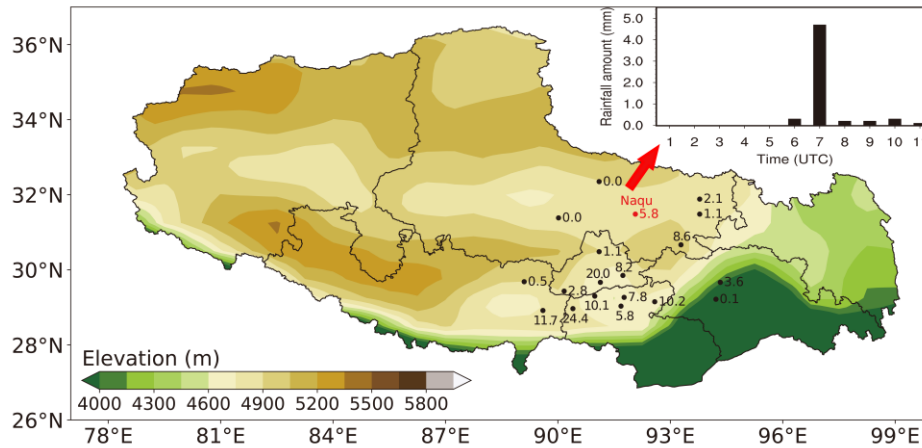 36°N
34°N
32°N
30°N
28°N
26°N
5.0
4.0
3.0
2.0
1.0
0.0
Rainfall amount (mm)
1 2 3 4 5 6 7 8 9 10 1
Time (UTC)
0.0
Naqu
5.8
0.0
2.1
1.1
8.6
1.1
8.2
20.0
0.5
2.8
10.1
7.8
5.8
10.2
3.6
0.1
11.7
24.4
Elevation (m)
4000 4300 4600 4900 5200 5500 5800
78°E 81°E 84°E 87°E 90°E 93°E 96°E 99°E